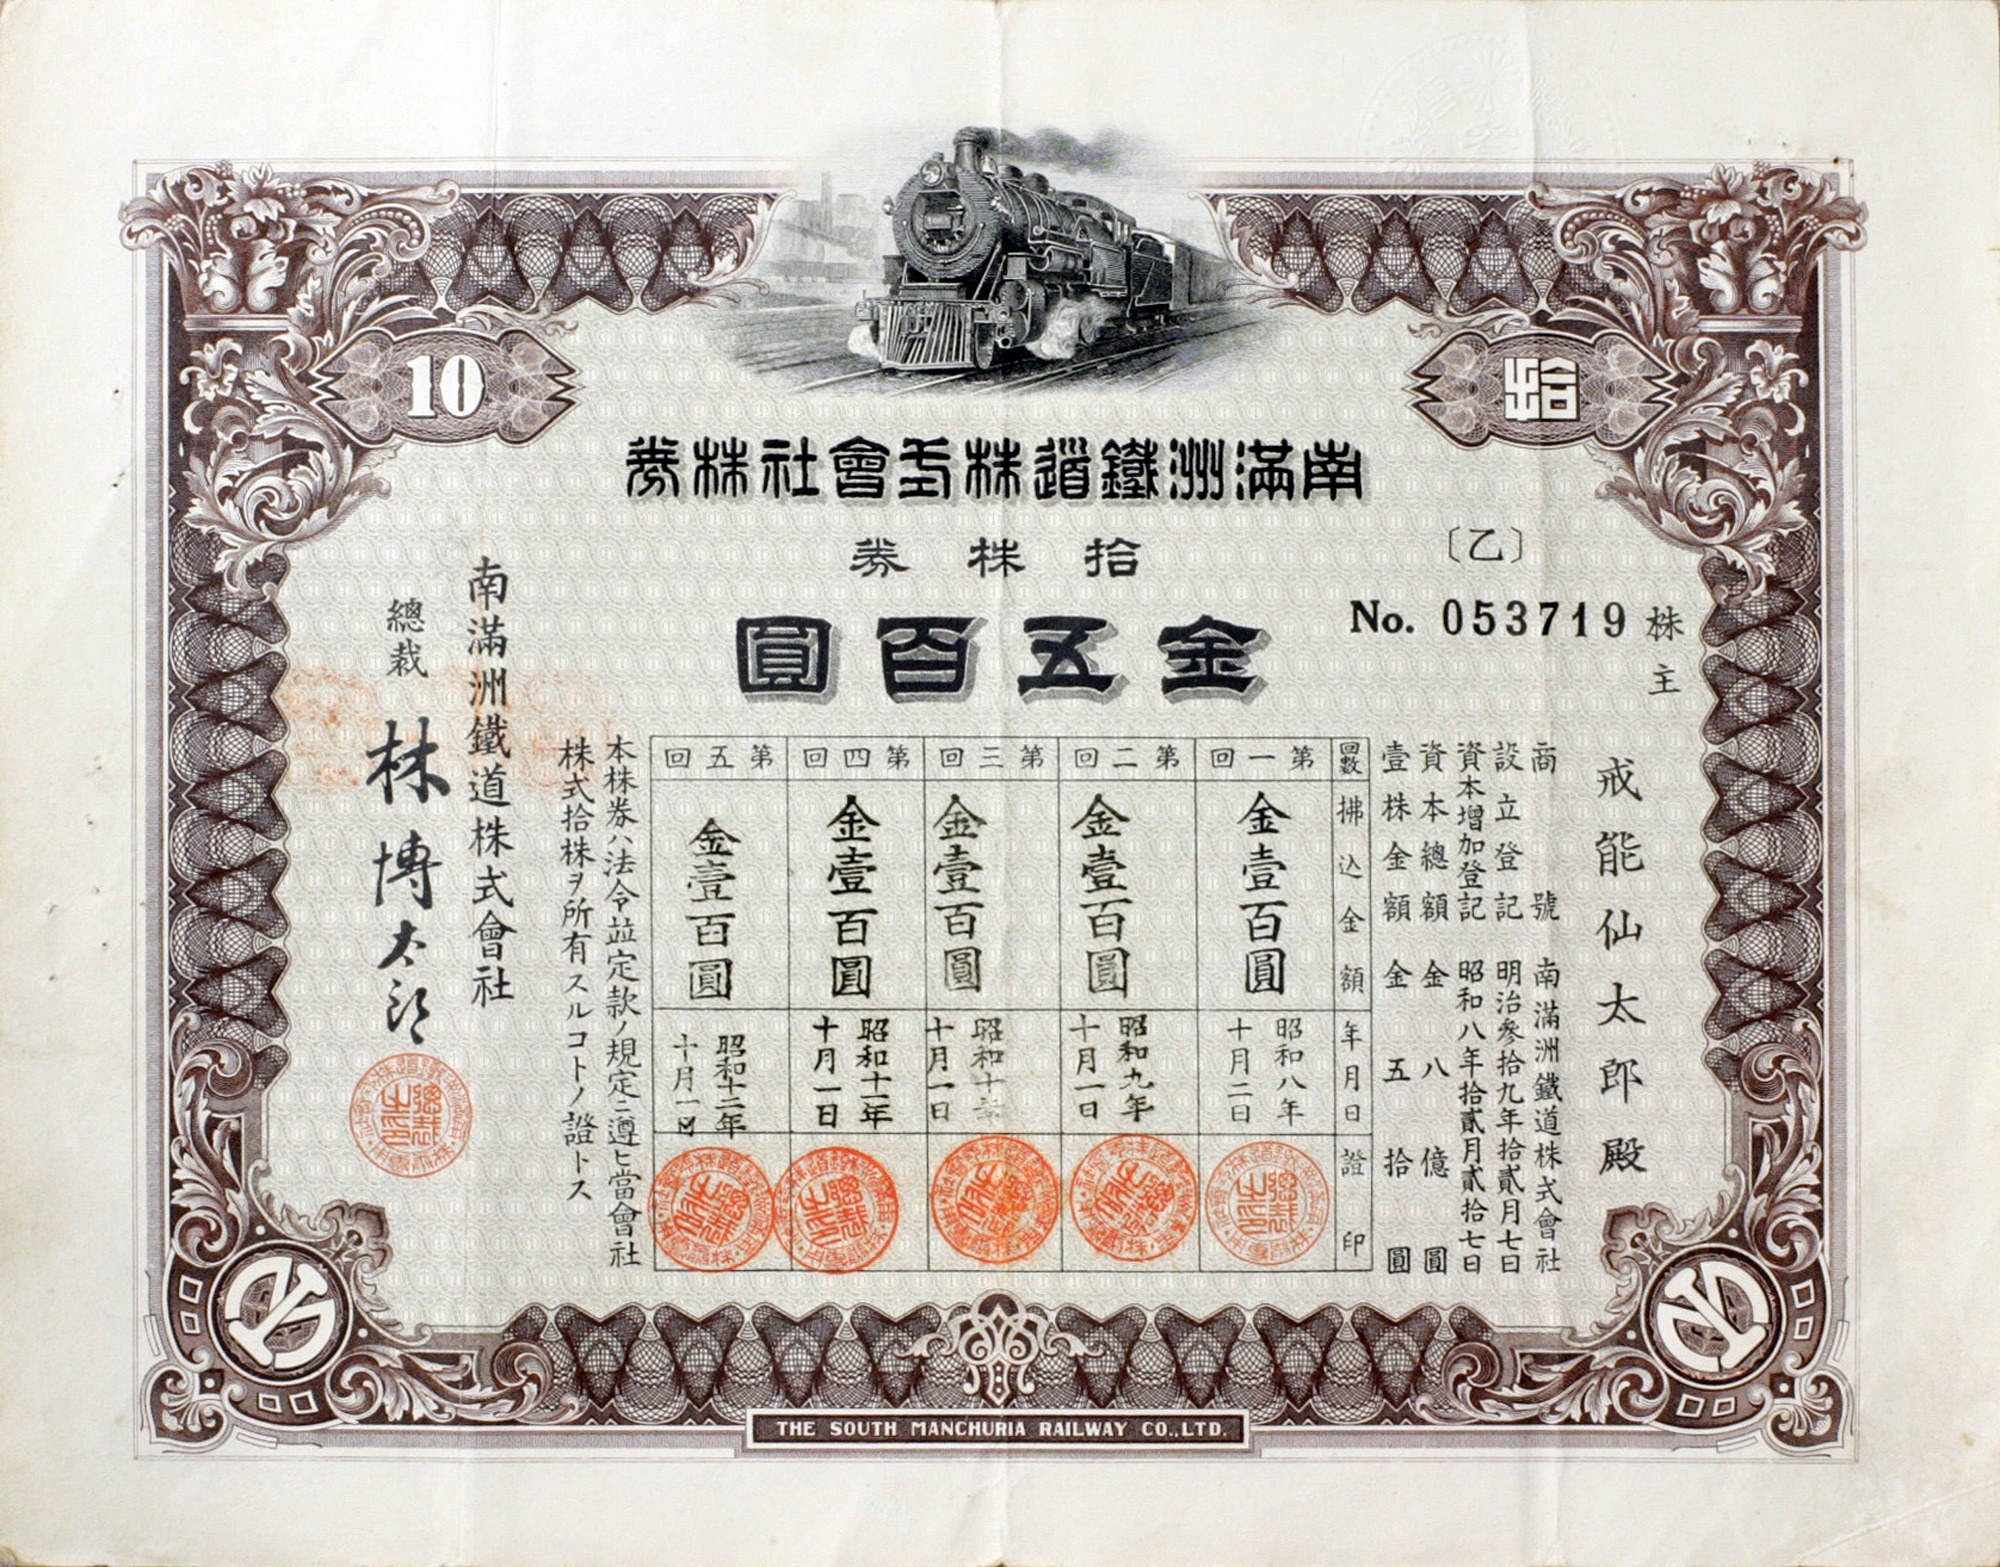 10
拾
南滿洲鐵道株式會社株券
拾株券
〔乙〕
金五百圓
No. 053719
株主
戒能仙太郎殿
商號 南滿洲鐵道株式會社
設立登記 明治參拾九年拾貳月七日
資本增加登記 昭和八年拾貳月貳拾七日
資本總額 金八億圓
壹株金額 金五拾圓
回數 拂込金額 年月日 證印
第一回 金壹百圓 昭和八年十月二日
第二回 金壹百圓 昭和九年十月一日
第三回 金壹百圓 昭和十年十月一日
第四回 金壹百圓 昭和十一年十月一日
第五回 金壹百圓 昭和十二年十月一日
本株券ハ法令竝定款ノ規定ニ遵ヒ當會社
株式拾株ヲ所有スルコトノ證トス
南滿洲鐵道株式會社
總裁 林博太郎
THE SOUTH MANCHURIA RAILWAY CO.,LTD.